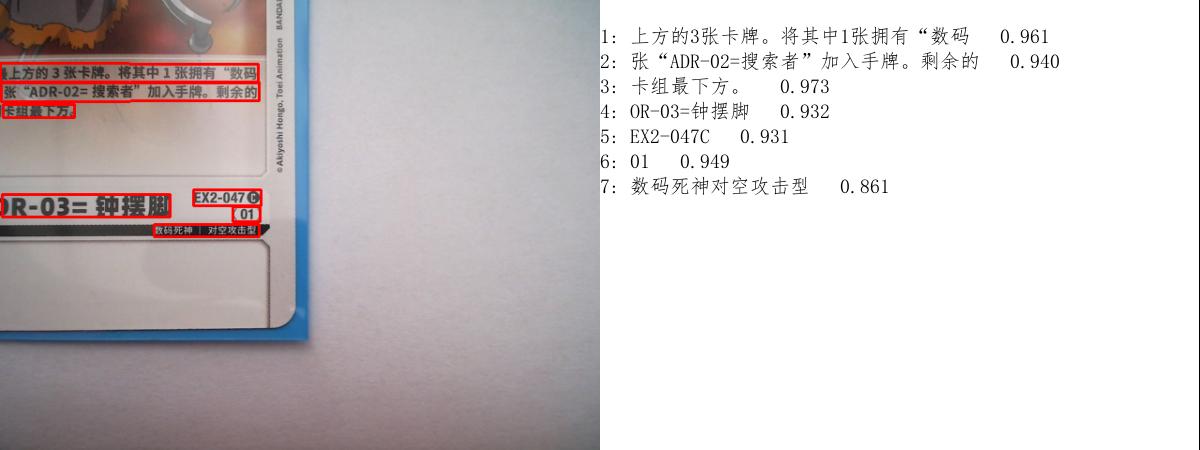 上方的3张卡牌。将其中1张拥有“数码
张“ADR-02=搜索者”加入手牌。剩余的
卡组最下方。
OR-03=钟摆脚
EX2-047 C
01
数码死神 | 对空攻击型
©Akiyoshi Hongo, Toei Animation BANDAI
1: 上方的3张卡牌。将其中1张拥有“数码 0.961
2: 张“ADR-02=搜索者”加入手牌。剩余的 0.940
3: 卡组最下方。 0.973
4: OR-03=钟摆脚 0.932
5: EX2-047C 0.931
6: 01 0.949
7: 数码死神对空攻击型 0.861